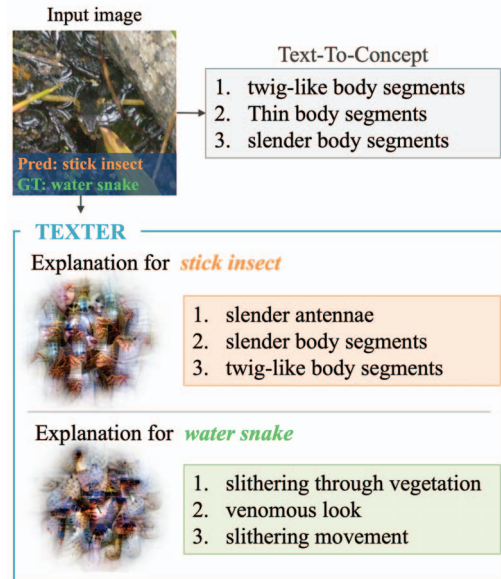 Input image
Text-To-Concept
1. twig-like body segments
2. Thin body segments
3. slender body segments
Pred: stick insect
GT: water snake
TEXTER
Explanation for stick insect
1. slender antennae
2. slender body segments
3. twig-like body segments
Explanation for water snake
1. slithering through vegetation
2. venomous look
3. slithering movement